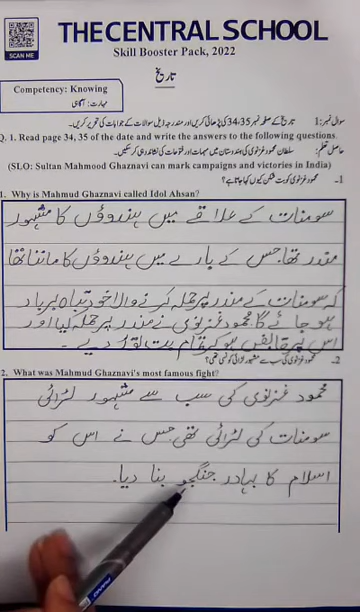 SCAN ME
THE CENTRAL SCHOOL
Skill Booster Pack, 2022
تاریخ
Competency: Knowing
مہارت: آگاہی
سوال نمبر: 1 تاریخ کے صفحہ نمبر 34،35 کی پڑھائی کریں اور مندرجہ ذیل سوالات کے جوابات تحریر کریں۔
Q. 1. Read page 34, 35 of the date and write the answers to the following questions.
حاصل تعلم: سلطان محمود غزنوی کی ہندوستان میں مہمات اور فتوحات کی نشاندہی کر سکیں۔
(SLO: Sultan Mahmood Ghaznavi can mark campaigns and victories in India)
1۔ محمود غزنوی کو بت شکن کیوں کہا جاتا ہے؟
1. Why is Mahmud Ghaznavi called Idol Ahsan?
سومنات کے علاقے میں ہندوؤں کا مشہور
مندر تھا جس کے بارے میں ہندوؤں کا ماننا تھا
کہ سومنات کے مندر پر حملہ کرنے والا خود تباہ برباد
ہو جائے گا محمود غزنوی نے مندر پر حملہ کیا اور
اس پر قابض ہو کر تمام بت توڑ دیے۔
2۔ محمود غزنوی کی سب سے مشہور لڑائی کونسی تھی؟
2. What was Mahmud Ghaznavi's most famous fight?
محمود غزنوی کی سب سے مشہور لڑائی
سومنات کی لڑائی تھی جس نے اس کو
اسلام کا بہادر جنگجو بنا دیا۔